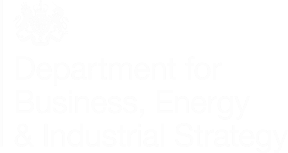 Department for
Business, Energy
& Industrial Strategy